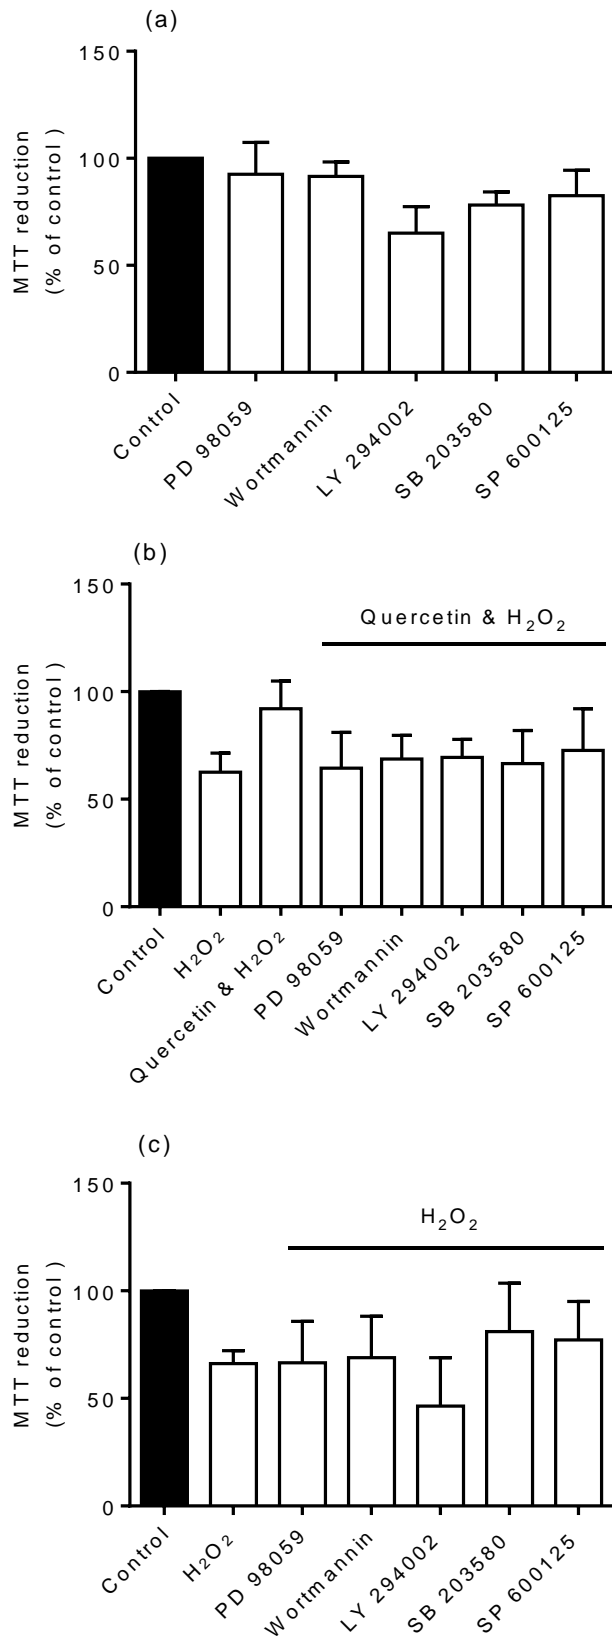 (a)
MTT reduction
(% of control)
150
100
50
0
Control
PD 98059
Wortmannin
LY 294002
SB 203580
SP 600125
(b)
Quercetin & H₂O₂
MTT reduction
(% of control)
150
100
50
0
Control
H₂O₂
Quercetin & H₂O₂
PD 98059
Wortmannin
LY 294002
SB 203580
SP 600125
(c)
H₂O₂
MTT reduction
(% of control)
150
100
50
0
Control
H₂O₂
PD 98059
Wortmannin
LY 294002
SB 203580
SP 600125